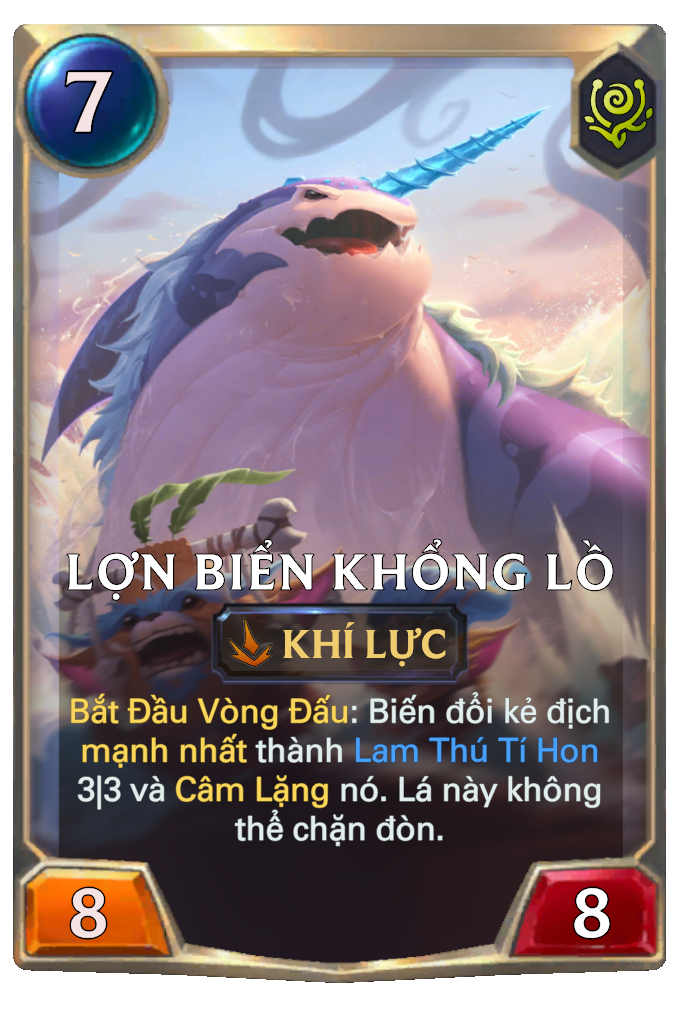 7
LỢN BIỂN KHỔNG LỒ
KHÍ LỰC
Bắt Đầu Vòng Đấu: Biến đổi kẻ địch
mạnh nhất thành Lam Thú Tí Hon
3|3 và Câm Lặng nó. Lá này không
thể chặn đòn.
8
8